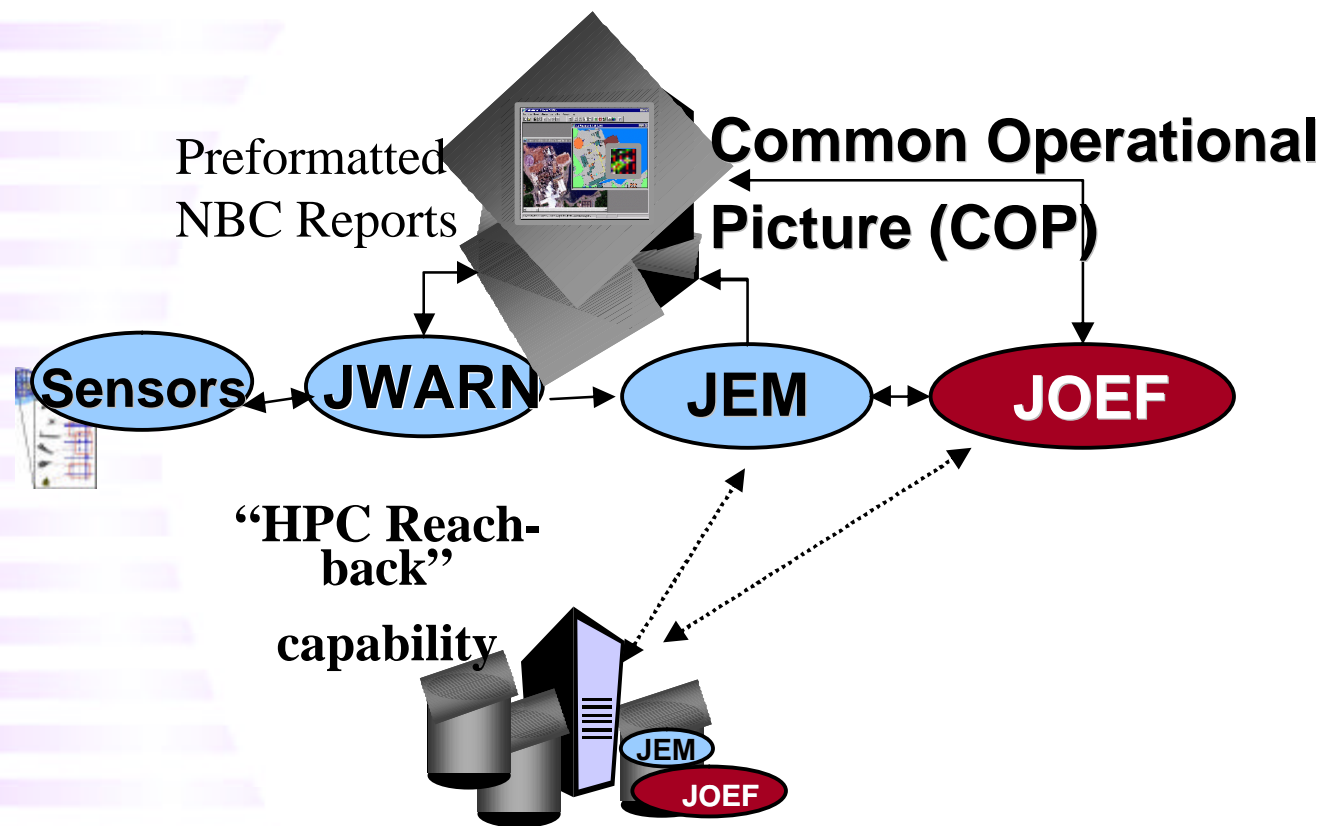 Preformatted
NBC Reports
Common Operational
Picture (COP)
Sensors
JWARN
JEM
JOEF
“HPC Reach-
back”
capability
JEM
JOEF